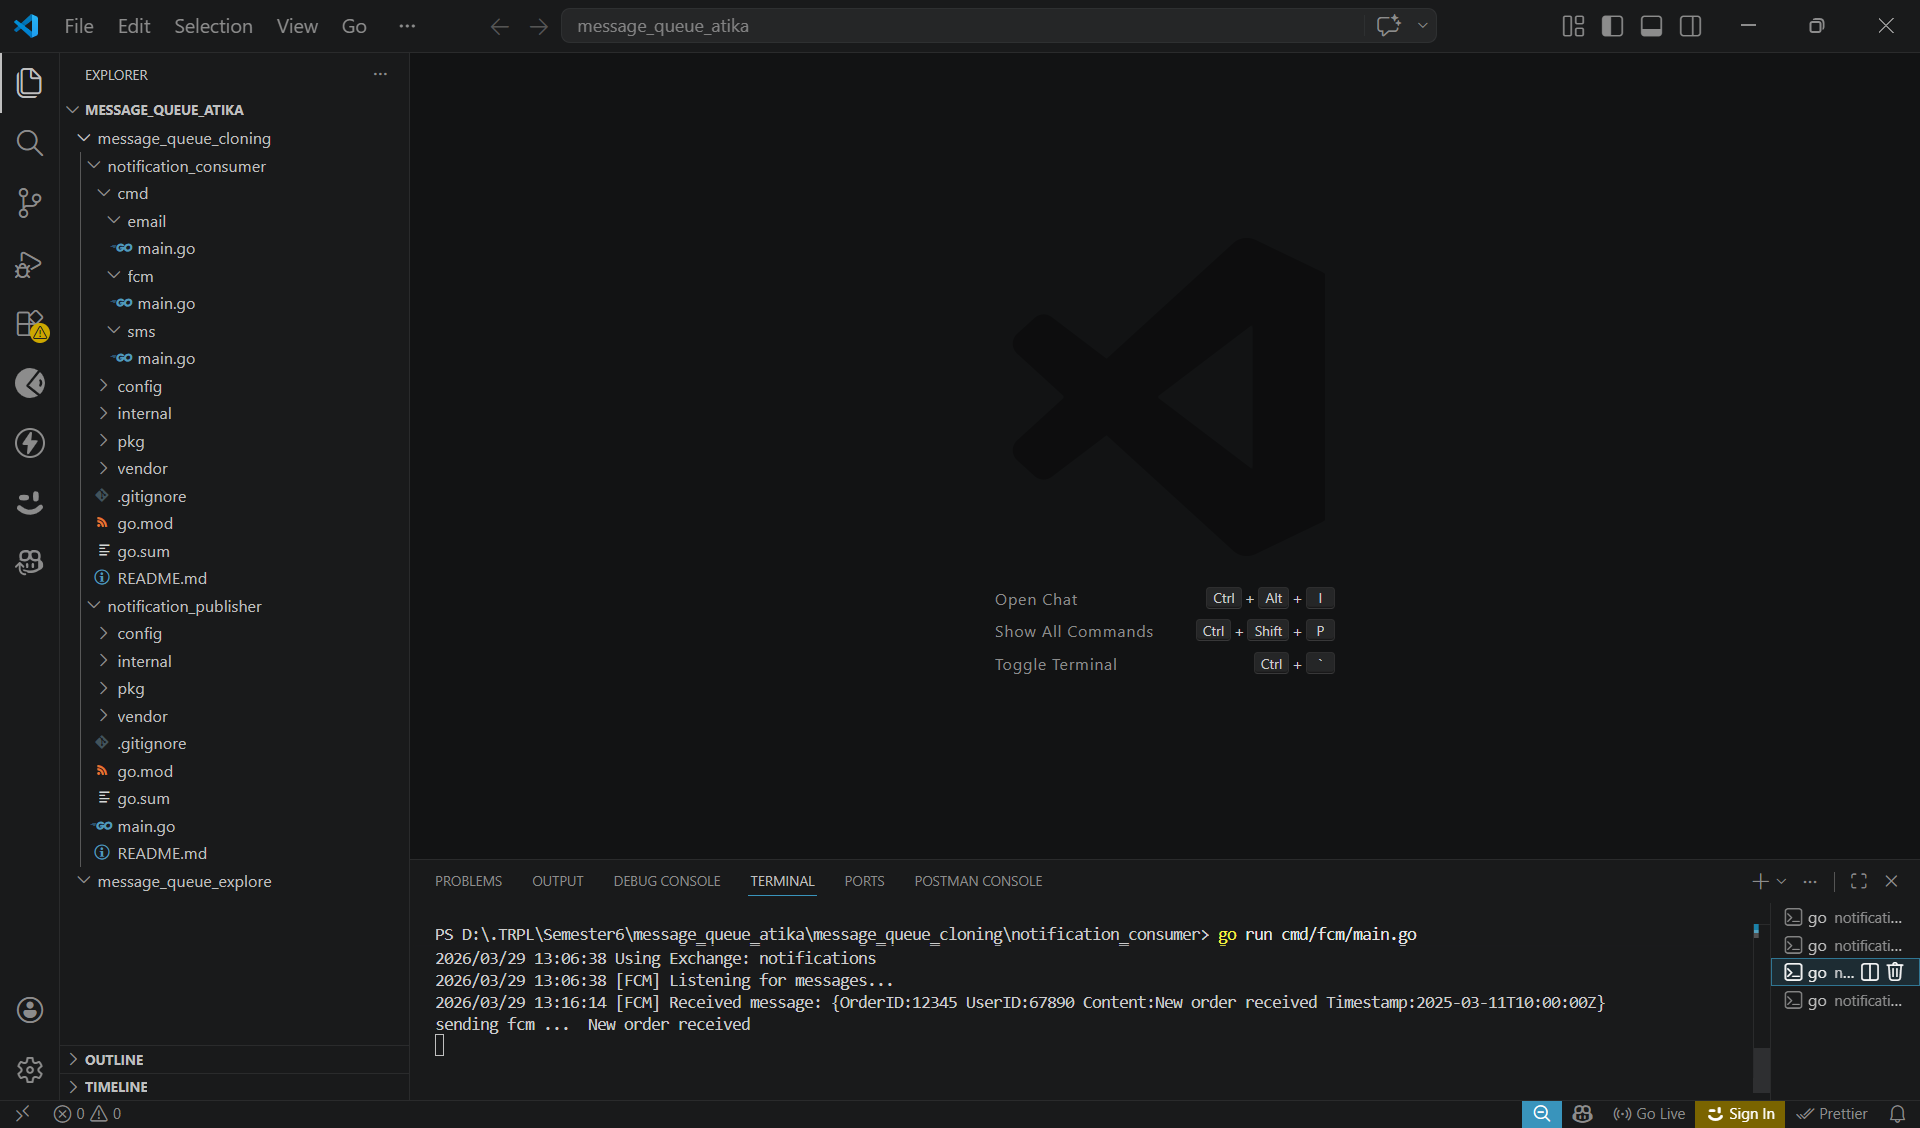 File Edit Selection View Go ...
message_queue_atika
EXPLORER
MESSAGE_QUEUE_ATIKA
message_queue_cloning
notification_consumer
cmd
email
GO main.go
fcm
GO main.go
sms
GO main.go
config
internal
pkg
vendor
.gitignore
go.mod
go.sum
README.md
notification_publisher
config
internal
pkg
vendor
.gitignore
go.mod
go.sum
GO main.go
README.md
message_queue_explore
OUTLINE
TIMELINE
Open Chat Ctrl + Alt + I
Show All Commands Ctrl + Shift + P
Toggle Terminal Ctrl + `
PROBLEMS OUTPUT DEBUG CONSOLE TERMINAL PORTS POSTMAN CONSOLE
PS D:\.TRPL\Semester6\message_queue_atika\message_queue_cloning\notification_consumer> go run cmd/fcm/main.go
2026/03/29 13:06:38 Using Exchange: notifications
2026/03/29 13:06:38 [FCM] Listening for messages...
2026/03/29 13:16:14 [FCM] Received message: {OrderID:12345 UserID:67890 Content:New order received Timestamp:2025-03-11T10:00:00Z}
sending fcm ... New order received
go notificati...
go notificati...
go n...
go notificati...
0 0
Go Live Sign In Prettier